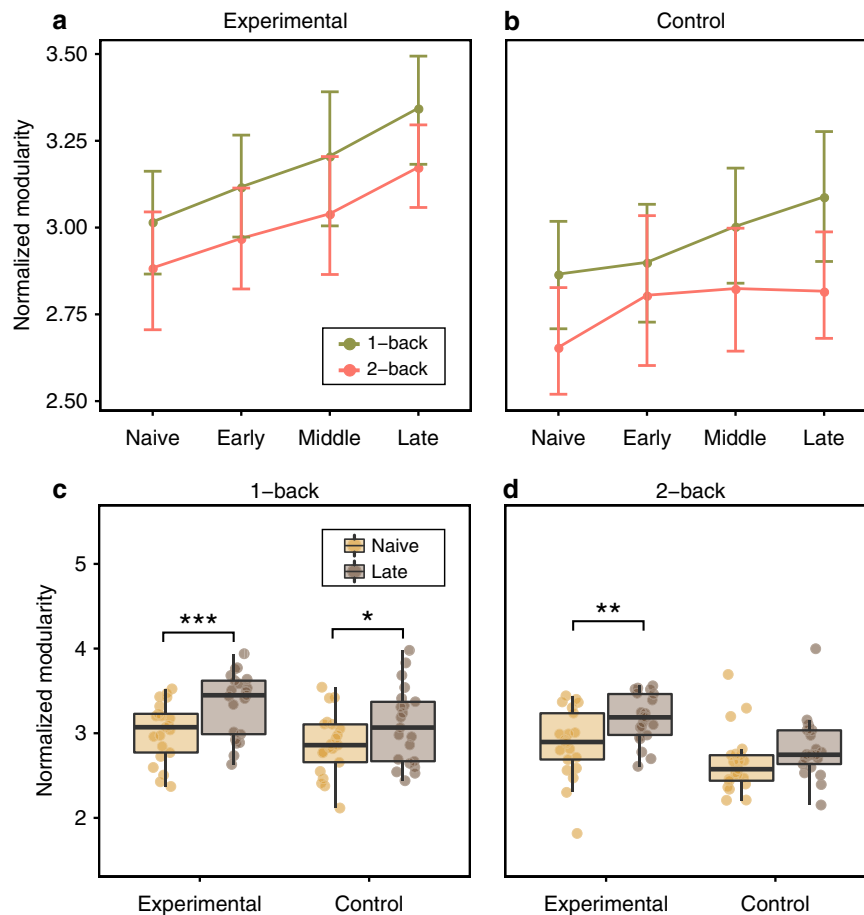 a
Experimental
b
Control
Normalized modularity
3.50
3.25
3.00
2.75
2.50
1−back
2−back
Naive Early Middle Late
Naive Early Middle Late
c
1−back
d
2−back
Normalized modularity
5
4
3
2
Naive
Late
***
*
**
Experimental Control
Experimental Control